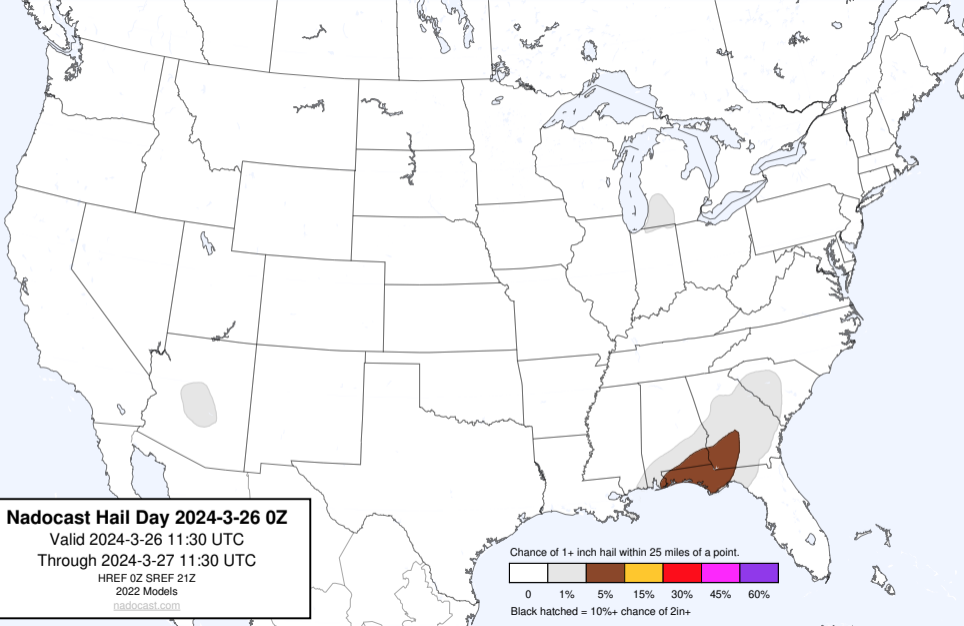 Nadocast Hail Day 2024-3-26 0Z
Valid 2024-3-26 11:30 UTC
Through 2024-3-27 11:30 UTC
HREF 0Z SREF 21Z
2022 Models
nadocast.com
Chance of 1+ inch hail within 25 miles of a point.
0 1% 5% 15% 30% 45% 60%
Black hatched = 10%+ chance of 2in+